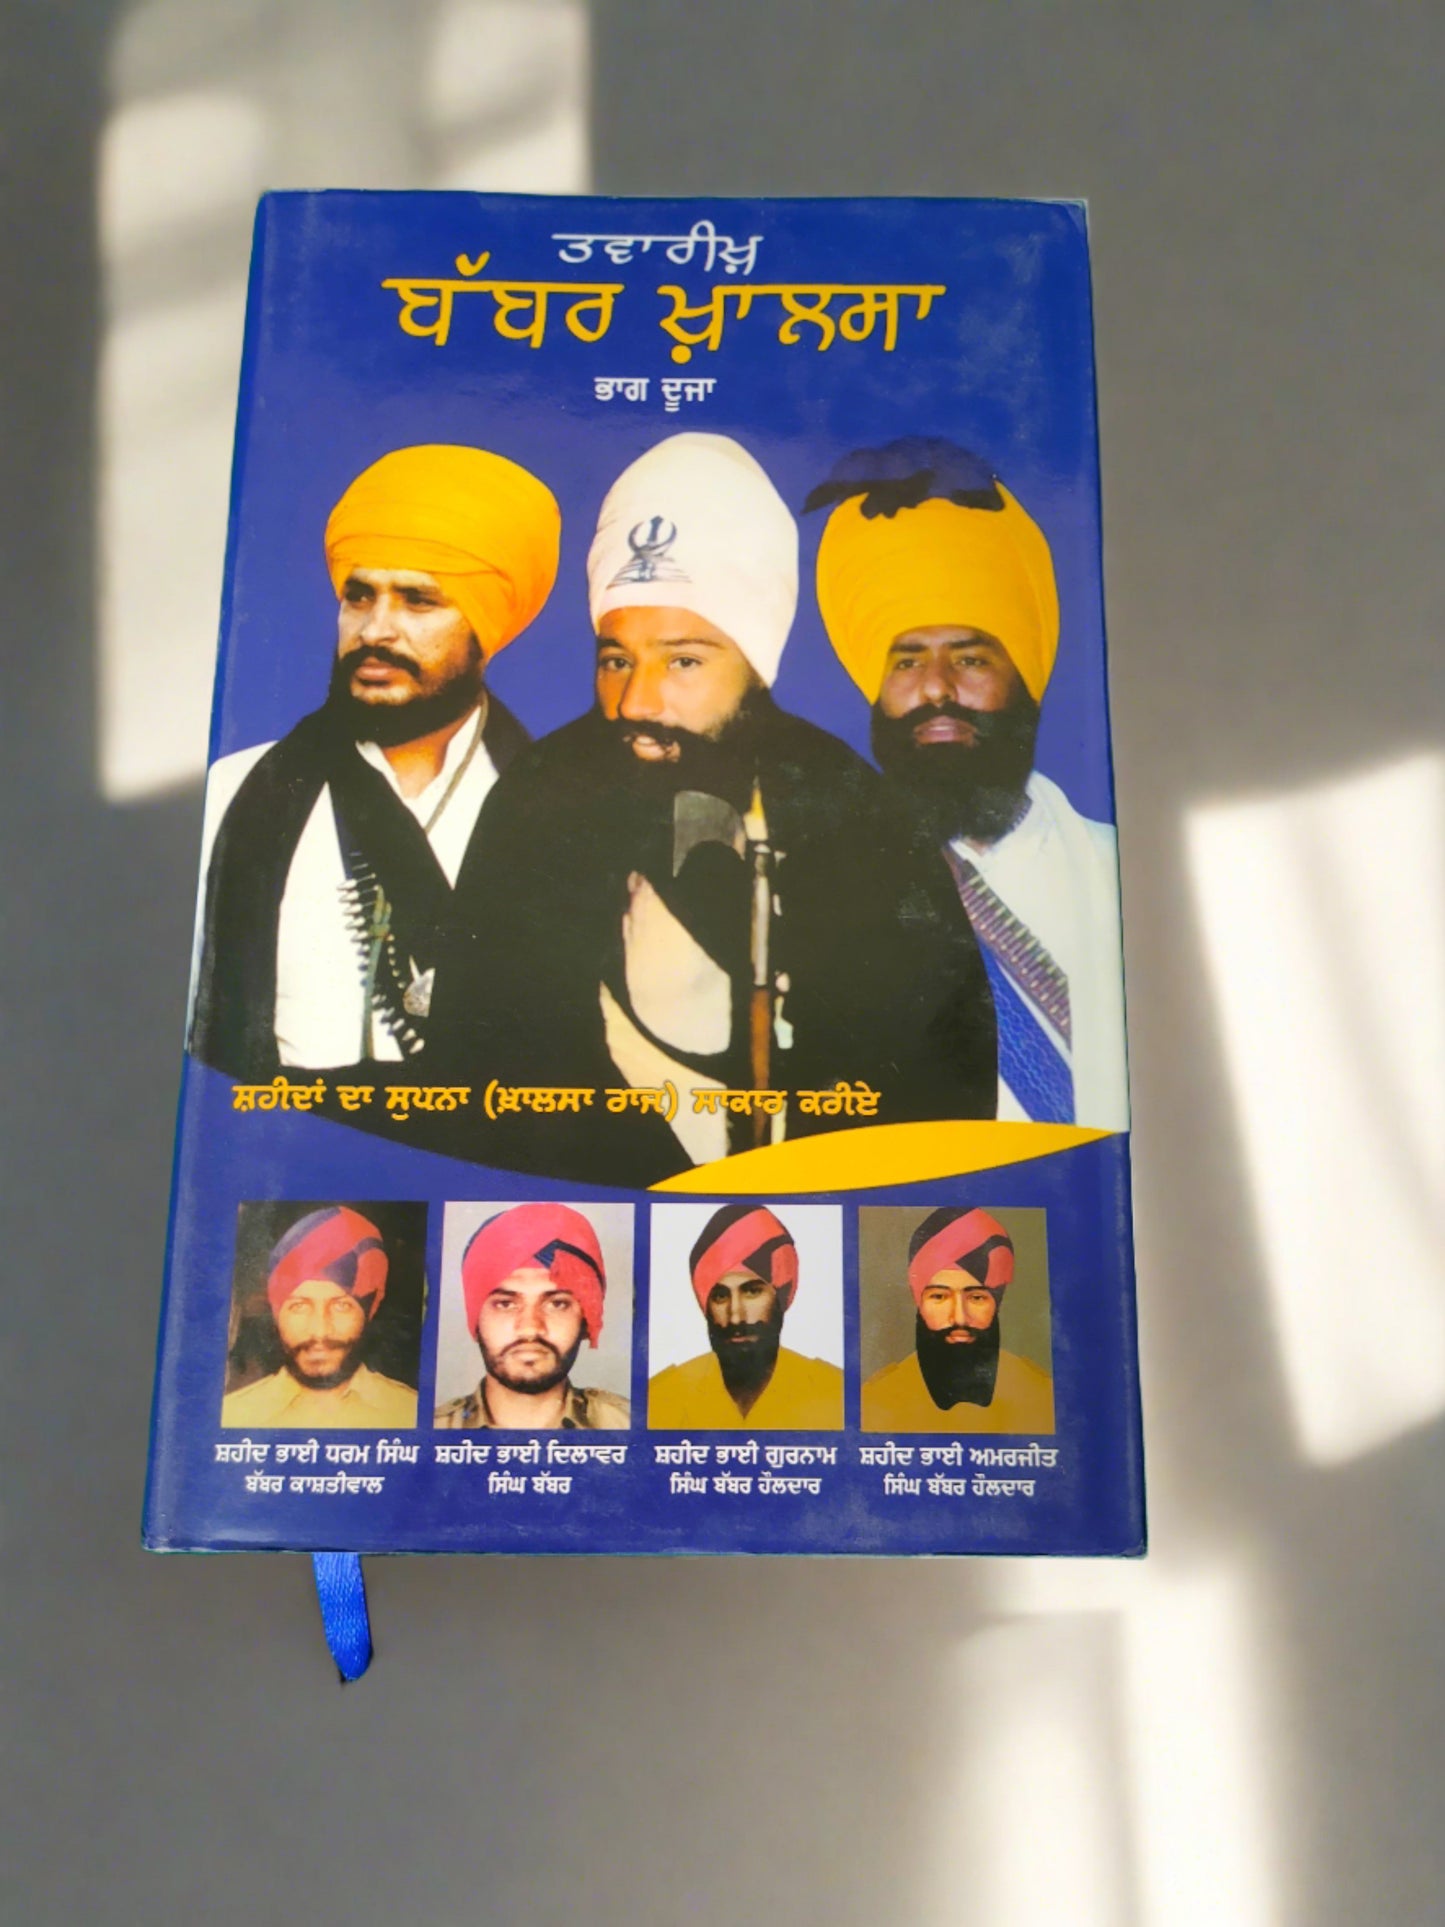 ਤਵਾਰੀਖ਼
ਬੱਬਰ ਖ਼ਾਲਸਾ
ਭਾਗ ਦੂਜਾ
ਸ਼ਹੀਦਾਂ ਦਾ ਸੁਪਨਾ (ਖ਼ਾਲਸਾ ਰਾਜ) ਸਾਕਾਰ ਕਰੀਏ
ਸ਼ਹੀਦ ਭਾਈ ਧਰਮ ਸਿੰਘ
ਬੱਬਰ ਕਾਸ਼ਤੀਵਾਲ
ਸ਼ਹੀਦ ਭਾਈ ਦਿਲਾਵਰ
ਸਿੰਘ ਬੱਬਰ
ਸ਼ਹੀਦ ਭਾਈ ਗੁਰਨਾਮ
ਸਿੰਘ ਬੱਬਰ ਹੌਲਦਾਰ
ਸ਼ਹੀਦ ਭਾਈ ਅਮਰਜੀਤ
ਸਿੰਘ ਬੱਬਰ ਹੌਲਦਾਰ